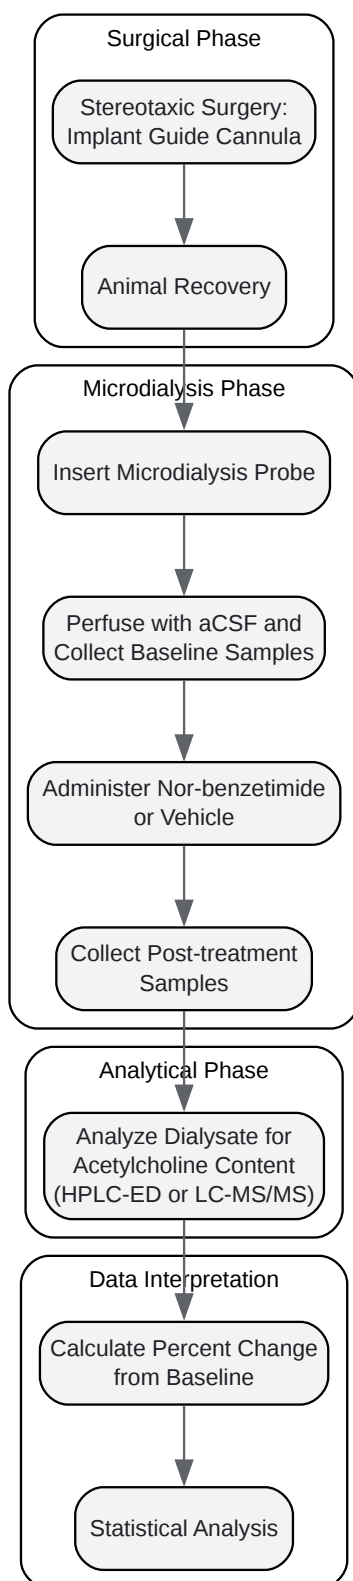 Surgical Phase
Stereotaxic Surgery:
Implant Guide Cannula
Animal Recovery
Microdialysis Phase
Insert Microdialysis Probe
Perfuse with aCSF and
Collect Baseline Samples
Administer Nor-benzetimide
or Vehicle
Collect Post-treatment
Samples
Analytical Phase
Analyze Dialysate for
Acetylcholine Content
(HPLC-ED or LC-MS/MS)
Data Interpretation
Calculate Percent Change
from Baseline
Statistical Analysis